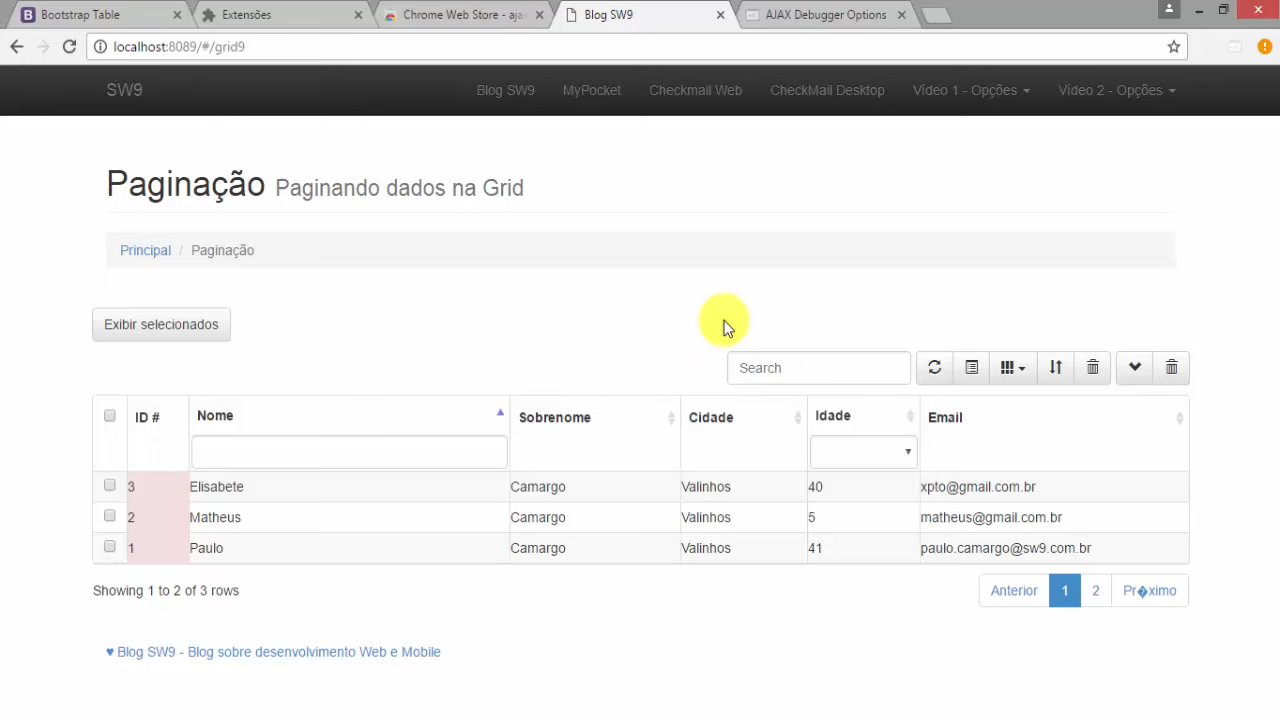 Bootstrap Table
Extensões
Chrome Web Store - aja
Blog SW9
AJAX Debugger Options
localhost:8089/#/grid9
SW9
Blog SW9
MyPocket
Checkmail Web
CheckMail Desktop
Vídeo 1 - Opções
Vídeo 2 - Opções
Paginação Paginando dados na Grid
Principal / Paginação
Exibir selecionados
Search
ID # Nome Sobrenome Cidade Idade Email
3 Elisabete Camargo Valinhos 40 xpto@gmail.com.br
2 Matheus Camargo Valinhos 5 matheus@gmail.com.br
1 Paulo Camargo Valinhos 41 paulo.camargo@sw9.com.br
Showing 1 to 2 of 3 rows
Anterior 1 2 Pr�ximo
♥ Blog SW9 - Blog sobre desenvolvimento Web e Mobile